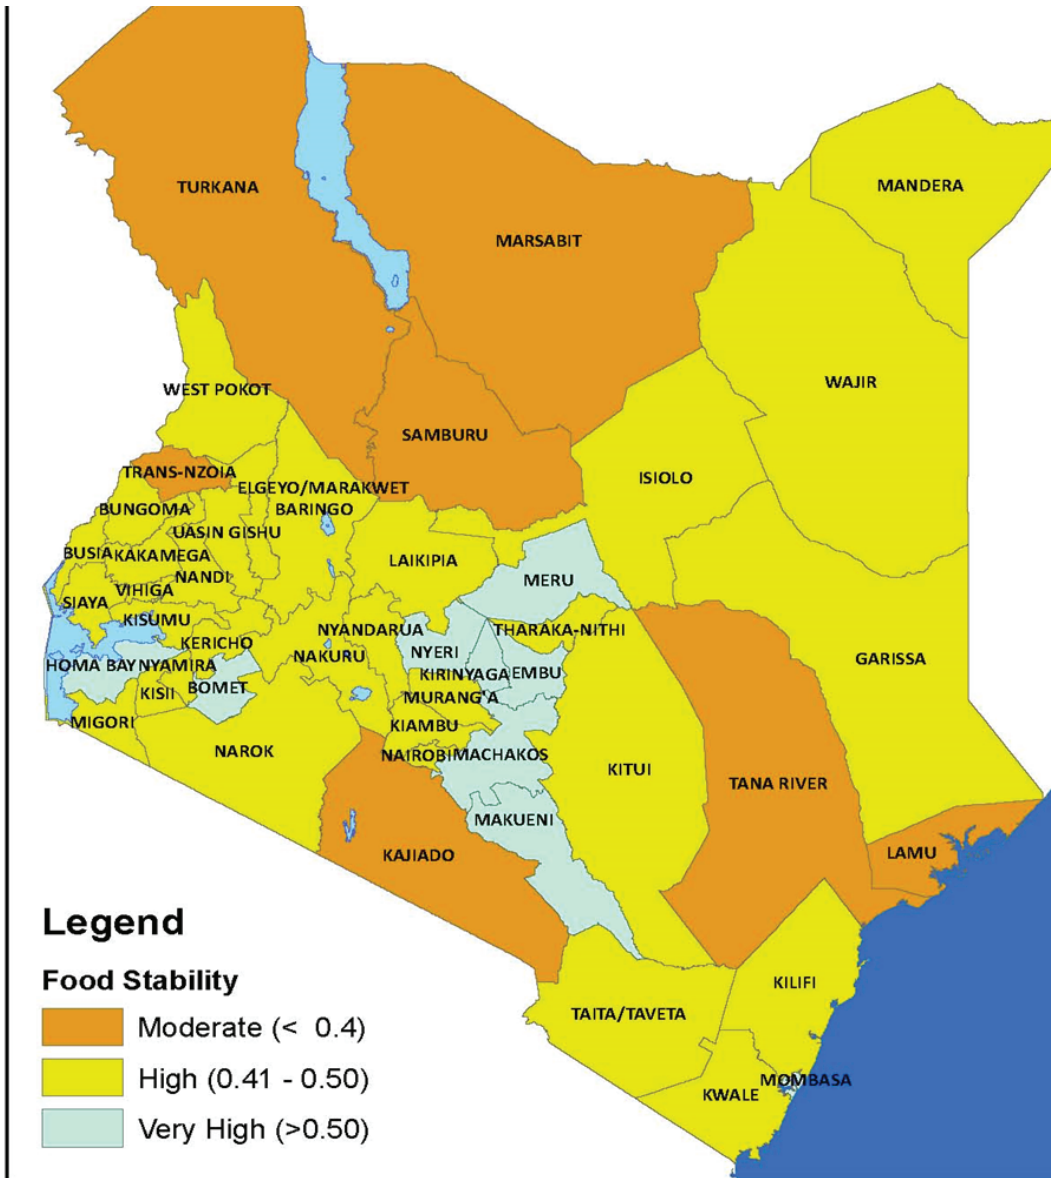 MANDERA
TURKANA
MARSABIT
WAJIR
WEST POKOT
SAMBURU
TRANS-NZOIA
ISIOLO
ELGEYO/MARAKWET
BUNGOMA
BARINGO
UASIN GISHU
BUSIA
KAKAMEGA
LAIKIPIA
NANDI
MERU
VIHIGA
SIAYA
KISUMU
NYANDARUA
THARAKA-NITHI
KERICHO
NYERI
NAKURU
GARISSA
HOMA BAY
NYAMIRA
KIRINYAGA
EMBU
BOMET
KISII
MURANG'A
MIGORI
KIAMBU
NAROK
NAIROBI
MACHAKOS
KITUI
TANA RIVER
MAKUENI
KAJIADO
LAMU
KILIFI
TAITA/TAVETA
MOMBASA
KWALE
Legend
Food Stability
Moderate (< 0.4)
High (0.41 - 0.50)
Very High (>0.50)